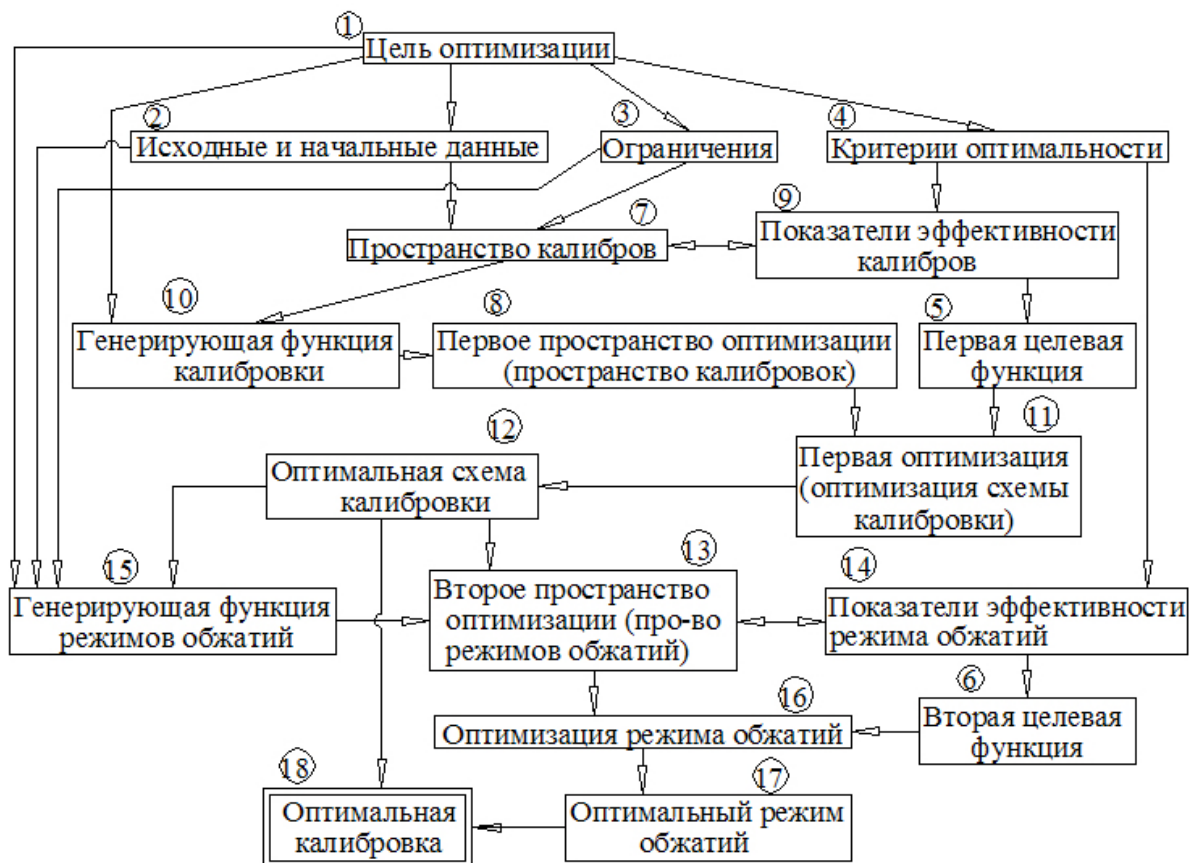 1
Цель оптимизации
2
Исходные и начальные данные
3
Ограничения
4
Критерии оптимальности
7
Пространство калибров
9
Показатели эффективности
калибров
10
Генерирующая функция
калибровки
8
Первое пространство оптимизации
(пространство калибровок)
5
Первая целевая
функция
11
Первая оптимизация
(оптимизация схемы
калибровки)
12
Оптимальная схема
калибровки
15
Генерирующая функция
режимов обжатий
13
Второе пространство
оптимизации (про-во
режимов обжатий)
14
Показатели эффективности
режима обжатий
6
Вторая целевая
функция
16
Оптимизация режима обжатий
17
Оптимальный режим
обжатий
18
Оптимальная
калибровка